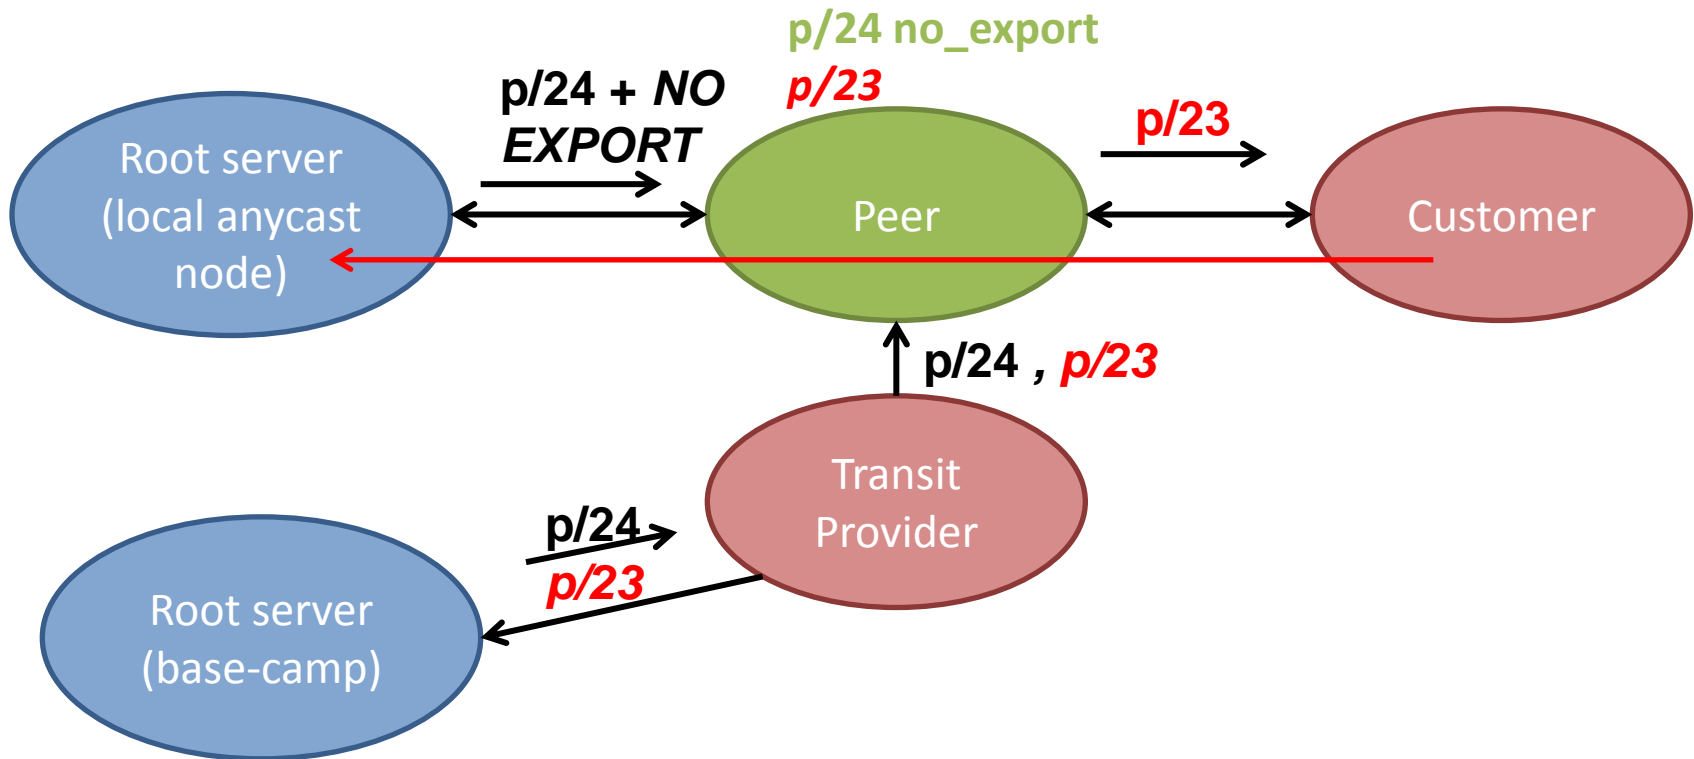 p/24 no_export
p/23
p/24 + NO
EXPORT
p/23
Root server
(local anycast
node)
Peer
Customer
p/24 , p/23
Transit
Provider
p/24
p/23
Root server
(base-camp)